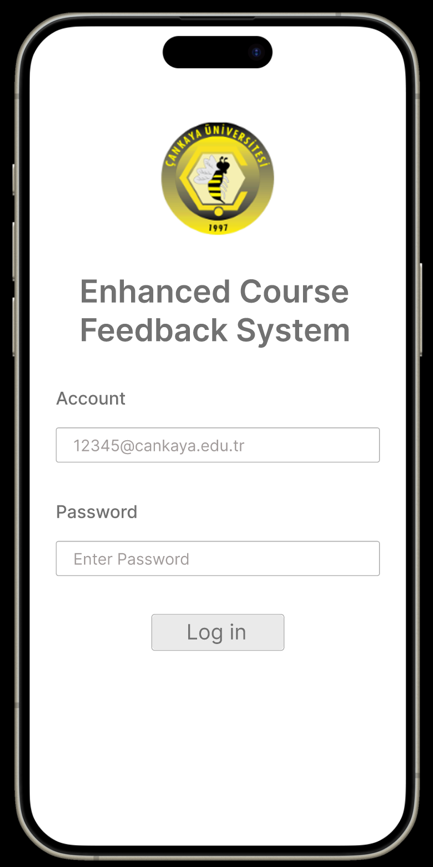 ÇANKAYA ÜNİVERSİTESİ
1997
Enhanced Course
Feedback System
Account
12345@cankaya.edu.tr
Password
Enter Password
Log in